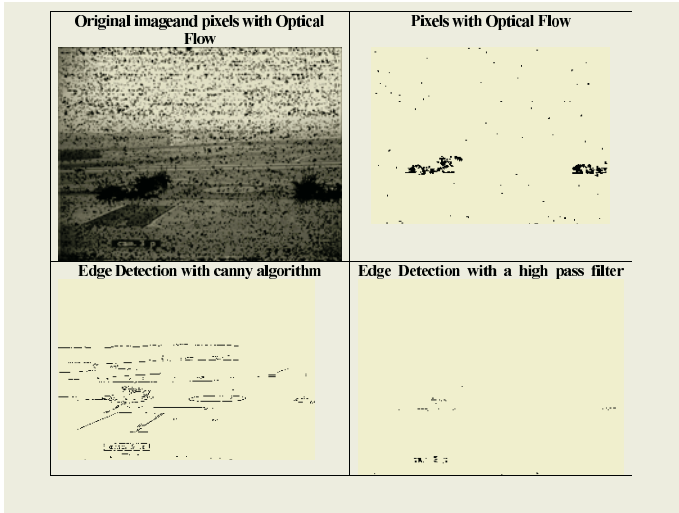 Original imageand pixels with Optical
Flow
Pixels with Optical Flow
Edge Detection with canny algorithm
Edge Detection with a high pass filter